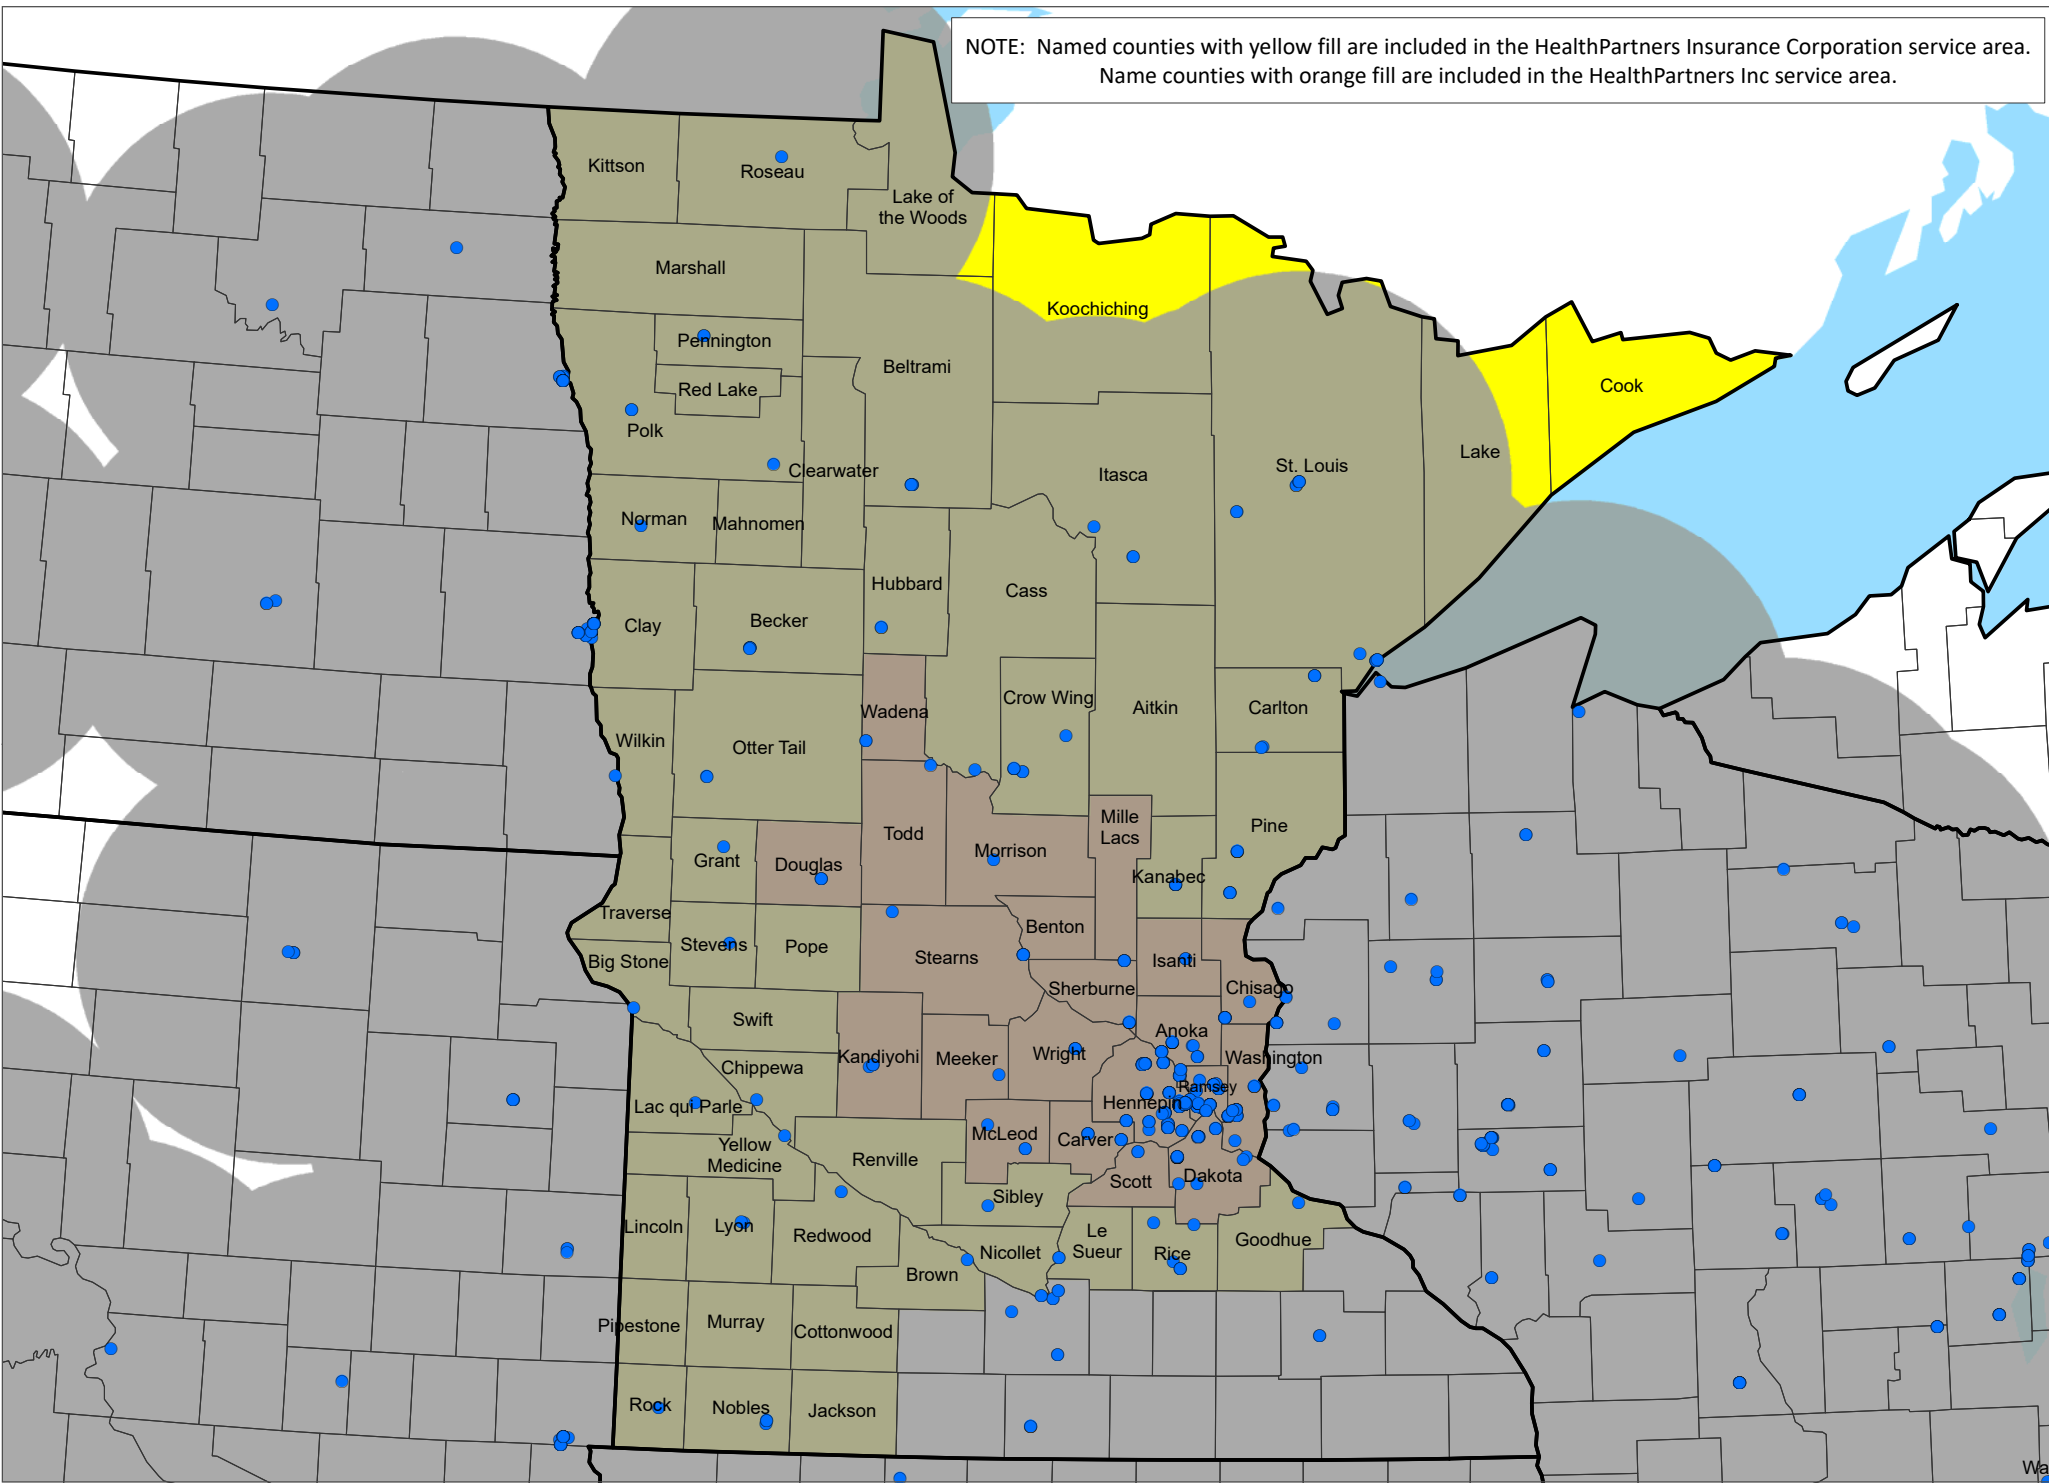 NOTE: Named counties with yellow fill are included in the HealthPartners Insurance Corporation service area.
Name counties with orange fill are included in the HealthPartners Inc service area.
Kittson
Roseau
Lake of
the Woods
Marshall
Koochiching
Pennington
Beltrami
Red Lake
Cook
Polk
Clearwater
Itasca
St. Louis
Lake
Norman
Mahnomen
Hubbard
Cass
Clay
Becker
Crow Wing
Wadena
Aitkin
Carlton
Wilkin
Otter Tail
Mille
Lacs
Todd
Pine
Grant
Douglas
Morrison
Kanabec
Traverse
Benton
Stevens
Pope
Stearns
Isanti
Big Stone
Sherburne
Chisago
Swift
Anoka
Kandiyohi
Meeker
Wright
Washington
Chippewa
Ramsey
Lac qui Parle
Hennepin
McLeod
Carver
Yellow
Medicine
Renville
Scott
Dakota
Sibley
Lincoln
Lyon
Redwood
Le
Sueur
Nicollet
Rice
Goodhue
Brown
Pipestone
Murray
Cottonwood
Rock
Nobles
Jackson
Wa